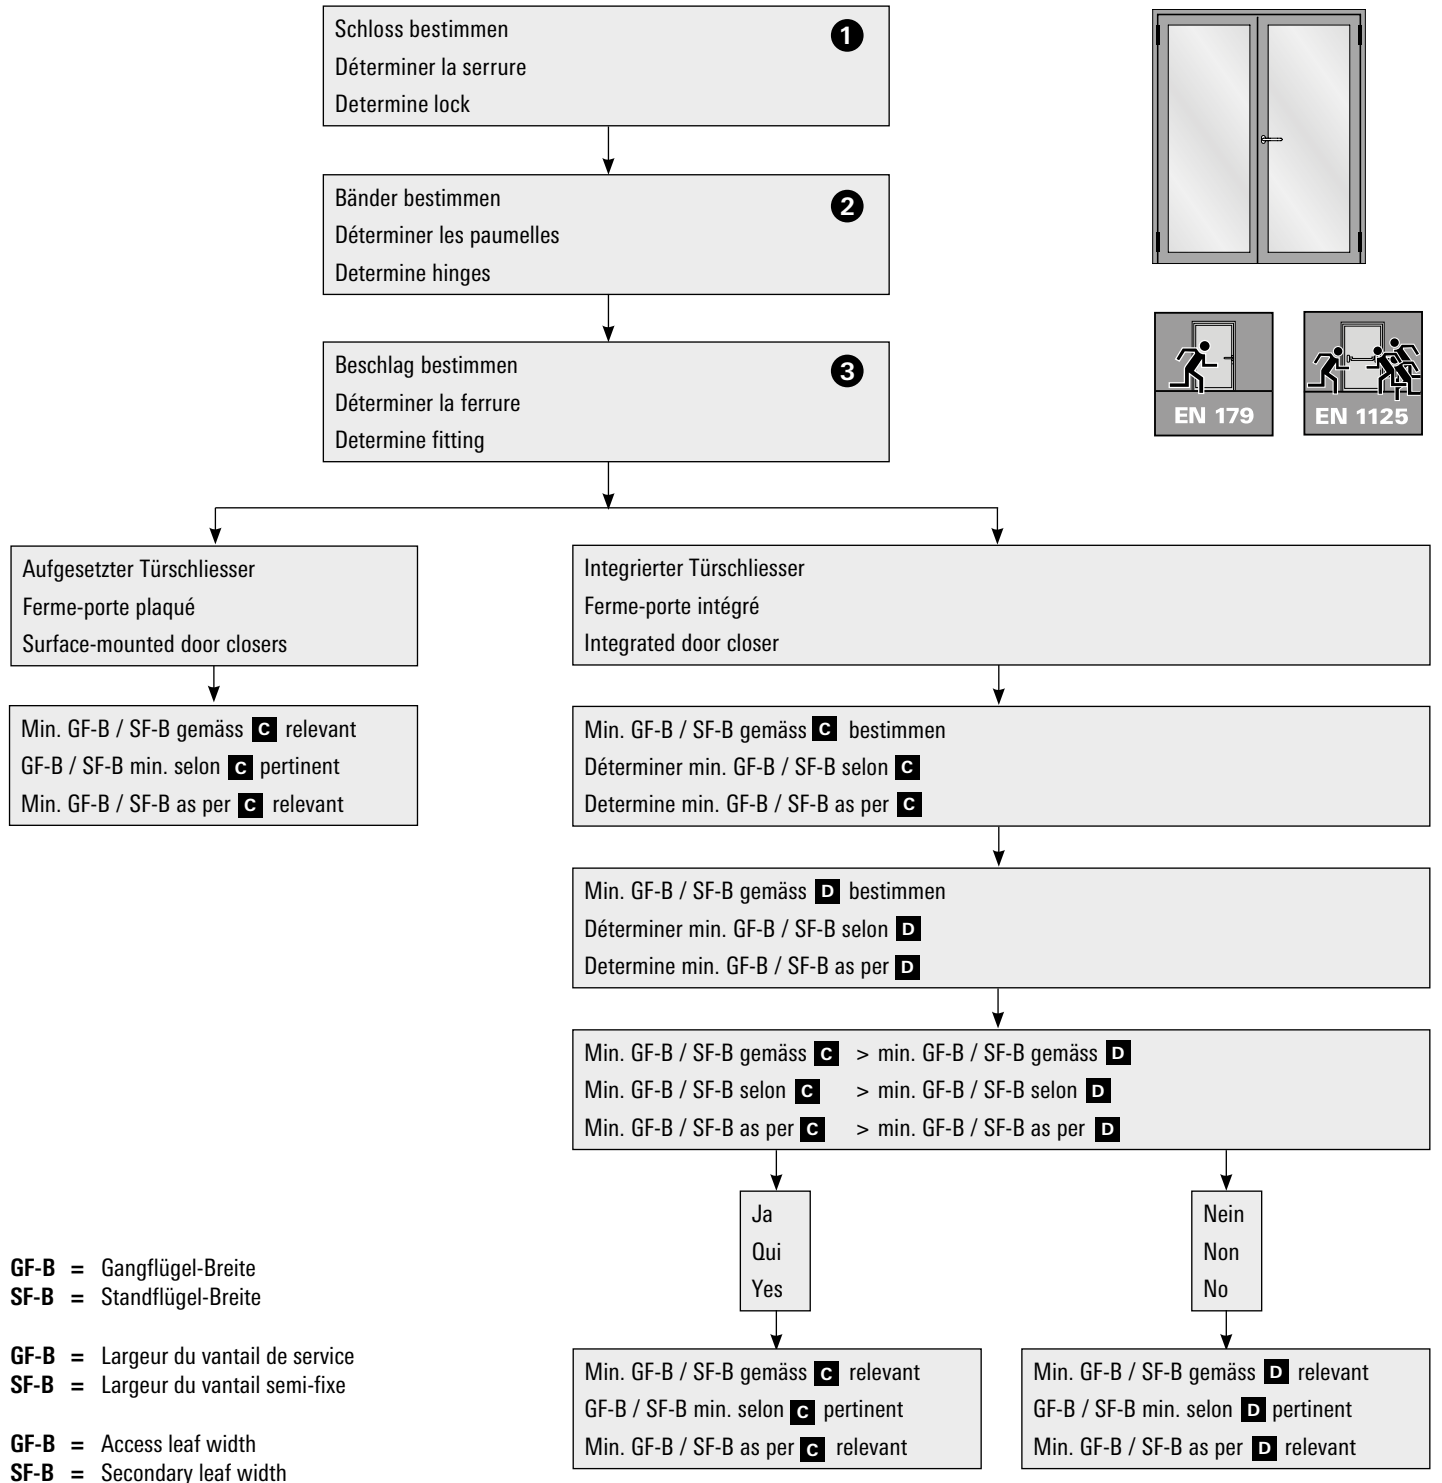 Schloss bestimmen
1
Déterminer la serrure
Determine lock
Bänder bestimmen
2
Déterminer les paumelles
Determine hinges
Beschlag bestimmen
3
Déterminer la ferrure
Determine fitting
EN 179
EN 1125
Aufgesetzter Türschliesser
Ferme-porte plaqué
Surface-mounted door closers
Integrierter Türschliesser
Ferme-porte intégré
Integrated door closer
Min. GF-B / SF-B gemäss C relevant
GF-B / SF-B min. selon C pertinent
Min. GF-B / SF-B as per C relevant
Min. GF-B / SF-B gemäss C bestimmen
Déterminer min. GF-B / SF-B selon C
Determine min. GF-B / SF-B as per C
Min. GF-B / SF-B gemäss D bestimmen
Déterminer min. GF-B / SF-B selon D
Determine min. GF-B / SF-B as per D
Min. GF-B / SF-B gemäss C > min. GF-B / SF-B gemäss D
Min. GF-B / SF-B selon C > min. GF-B / SF-B selon D
Min. GF-B / SF-B as per C > min. GF-B / SF-B as per D
Ja
Qui
Yes
Nein
Non
No
Min. GF-B / SF-B gemäss C relevant
GF-B / SF-B min. selon C pertinent
Min. GF-B / SF-B as per C relevant
Min. GF-B / SF-B gemäss D relevant
GF-B / SF-B min. selon D pertinent
Min. GF-B / SF-B as per D relevant
GF-B = Gangflügel-Breite
SF-B = Standflügel-Breite
GF-B = Largeur du vantail de service
SF-B = Largeur du vantail semi-fixe
GF-B = Access leaf width
SF-B = Secondary leaf width